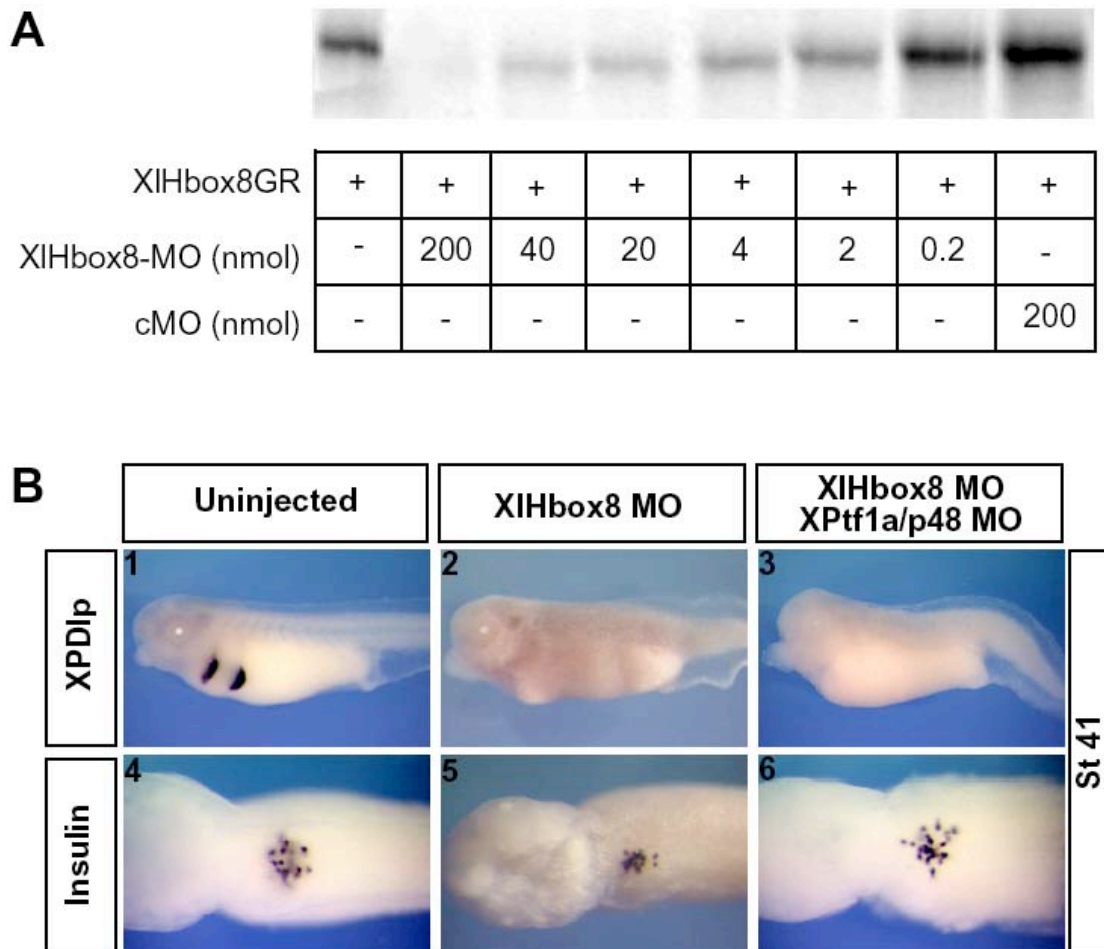 A
XlHbox8GR + + + + + + + +
XlHbox8-MO (nmol) - 200 40 20 4 2 0.2 -
cMO (nmol) - - - - - - - 200
B
Uninjected
XlHbox8 MO
XlHbox8 MO
XPtf1a/p48 MO
XPDIp
1
2
3
Insulin
4
5
6
St 41